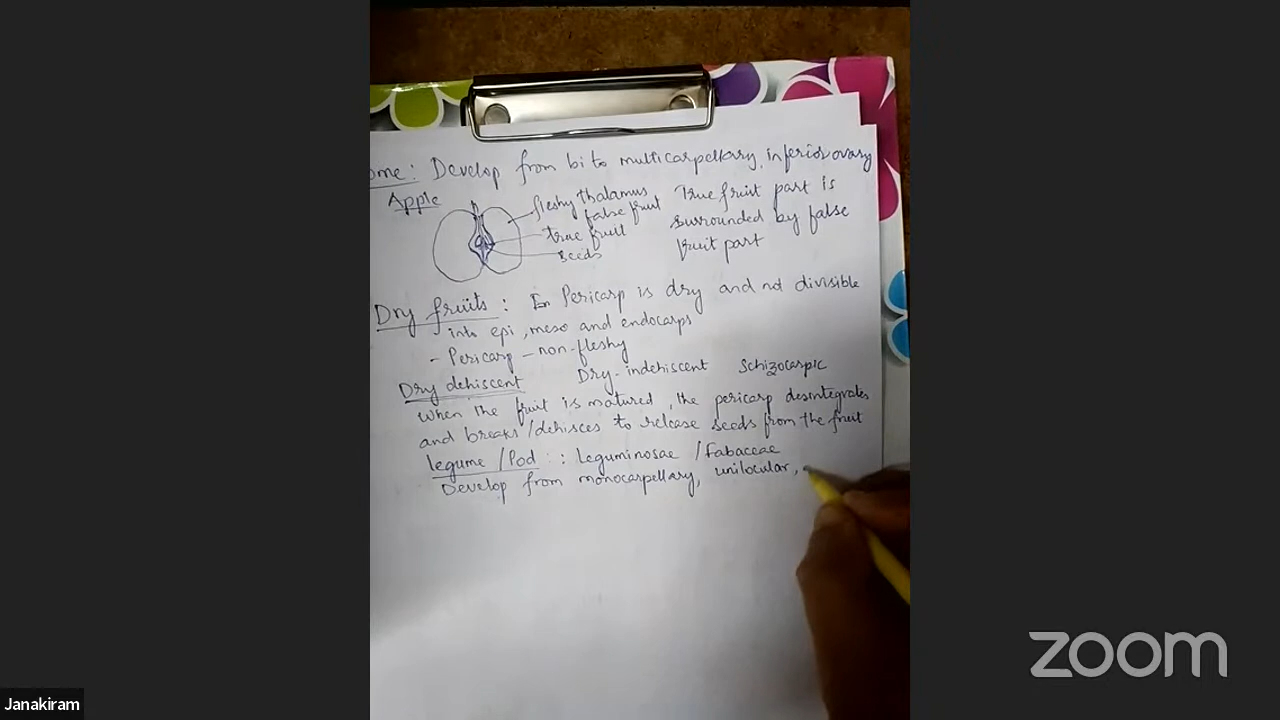 ome: Develop from bi to multicarpellary, inferior ovary
Apple
fleshy thalamus
false fruit
true fruit
seeds
True fruit part is
surrounded by false
fruit part
Dry fruits: Pericarp is dry and not divisible
into epi, meso and endocarps
- Pericarp - non-fleshy
Dry dehiscent Dry-indehiscent Schizocarpic
When the fruit is matured, the pericarp desintegrates
and breaks/dehisces to release seeds from the fruit
legume/Pod :: Leguminosae/Fabaceae
Develop from monocarpellary, unilocular,
zoom
Janakiram